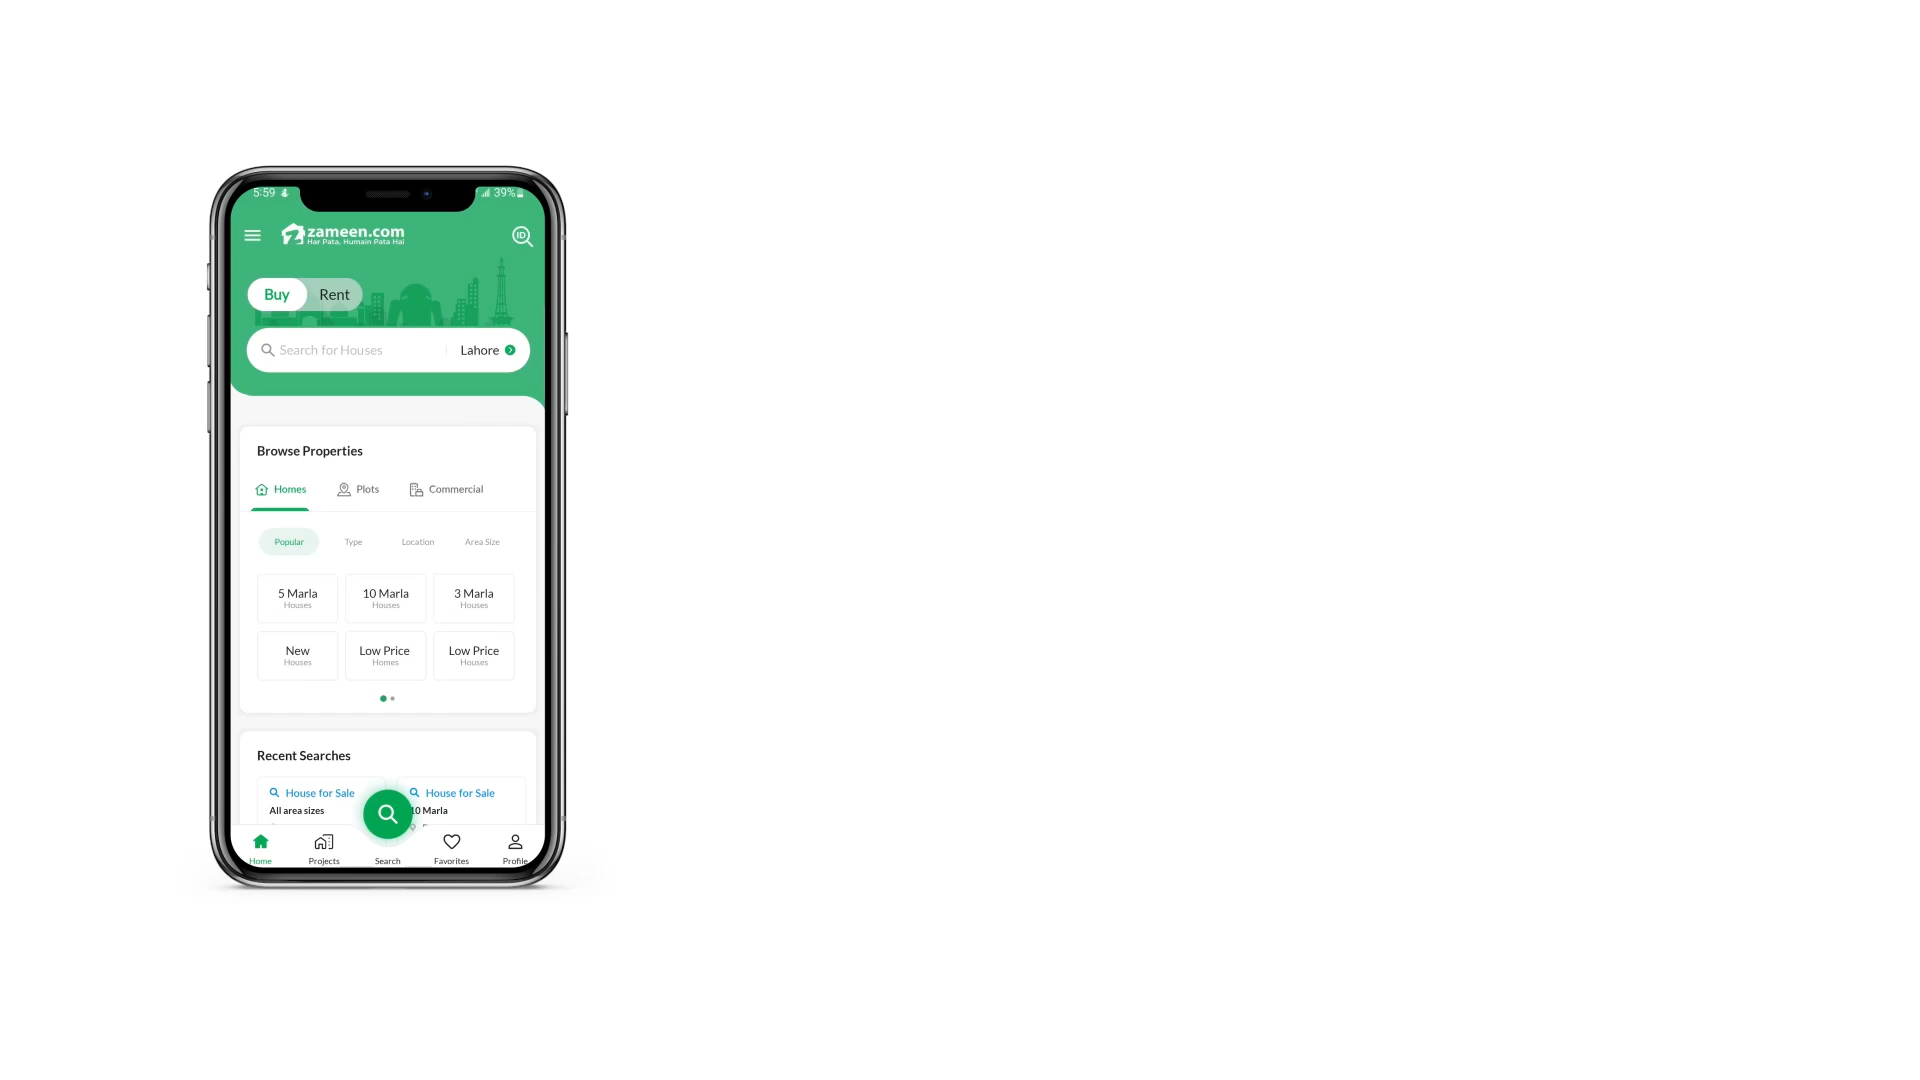 5:59 39%
zameen.com
Har Pata, Humain Pata Hai
ID
Buy Rent
Search for Houses Lahore
Browse Properties
Homes Plots Commercial
Popular Type Location Area Size
5 Marla 10 Marla 3 Marla
Houses Houses Houses
New Low Price Low Price
Houses Homes Houses
Recent Searches
House for Sale House for Sale
All area sizes 10 Marla
Home Projects Search Favorites Profile